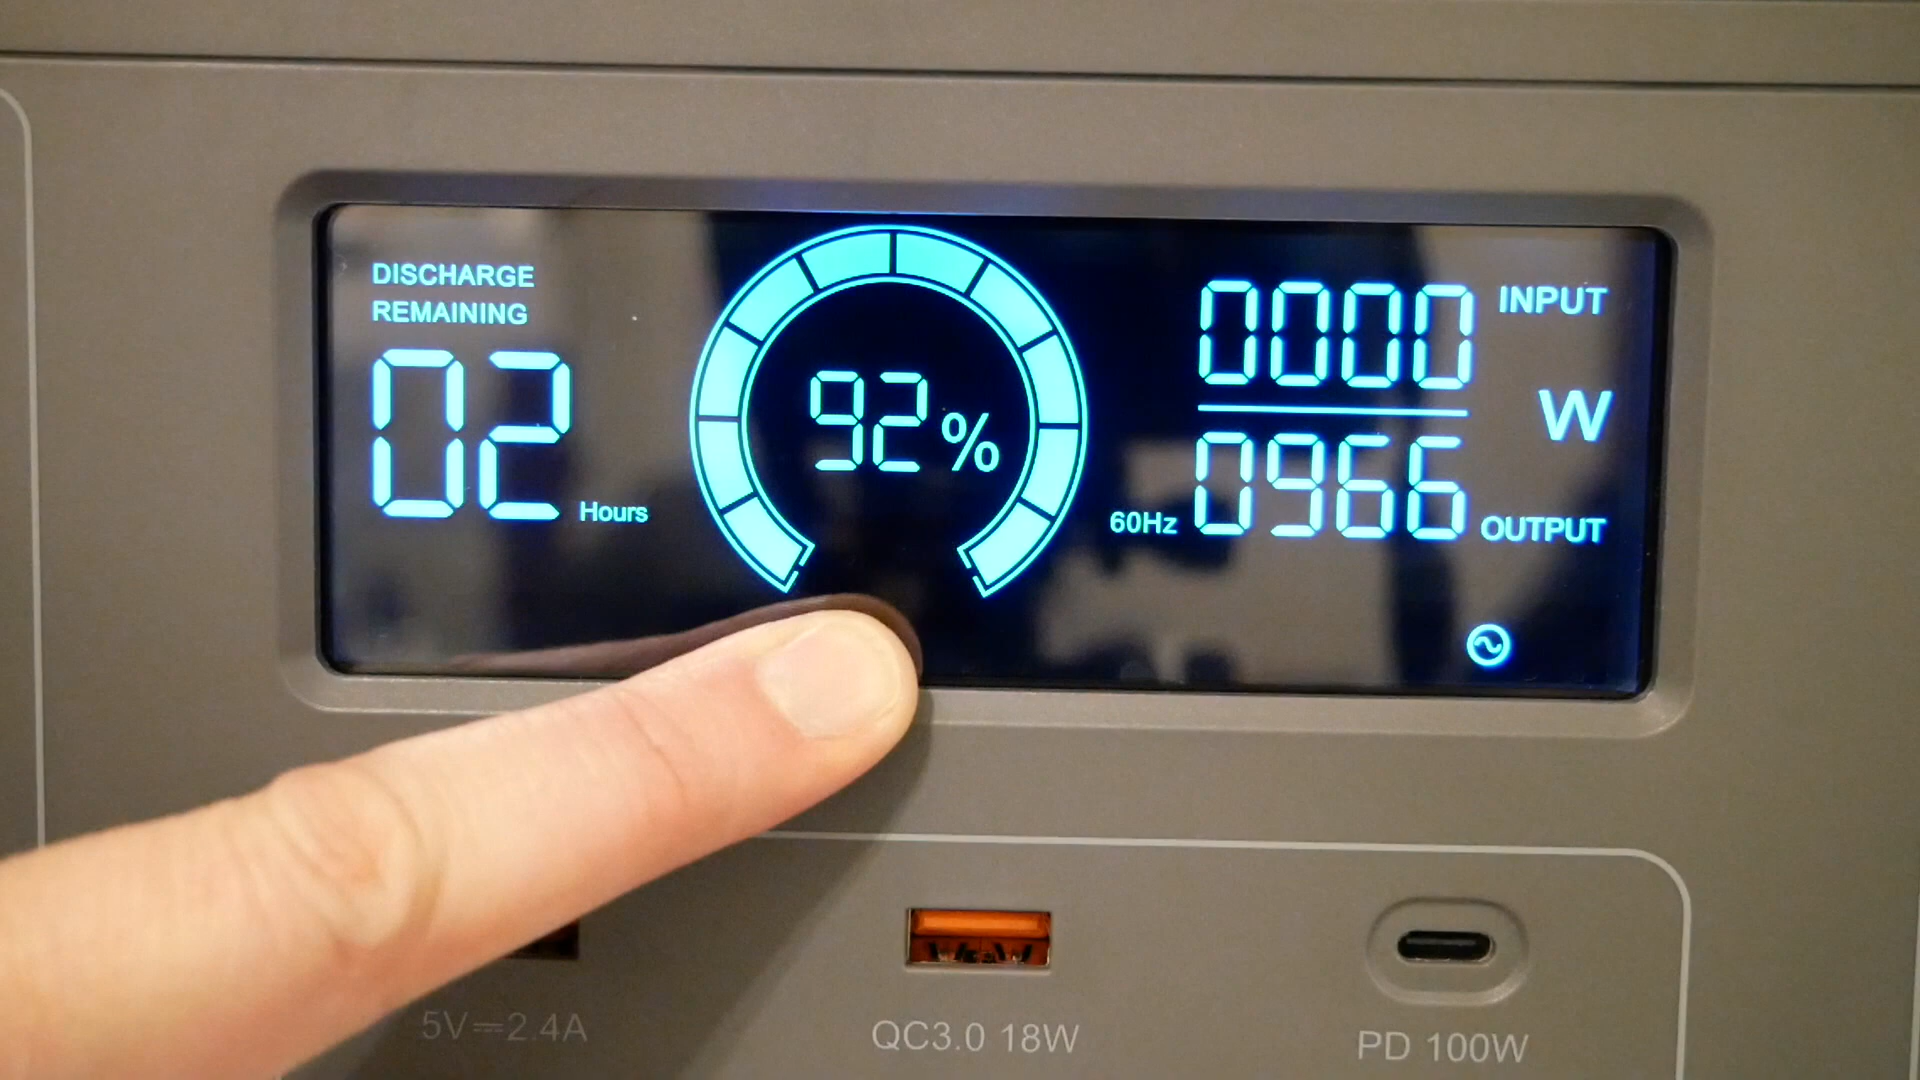 DISCHARGE
REMAINING
02 Hours
92%
0000 INPUT
W
60Hz 0966 OUTPUT
5V⎓2.4A
QC3.0 18W
PD 100W